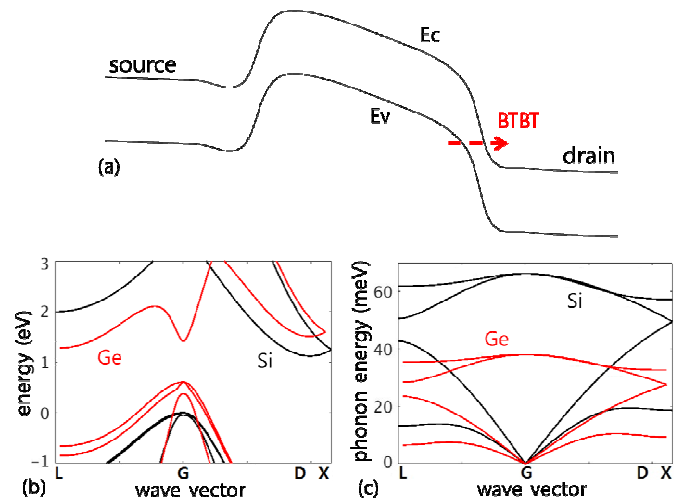 Ec
source
Ev
BTBT
drain
(a)
3
2
1
0
-1
energy (eV)
Ge
Si
L
G
D
X
wave vector
(b)
60
40
20
0
phonon energy (meV)
Si
Ge
L
G
D
X
wave vector
(c)